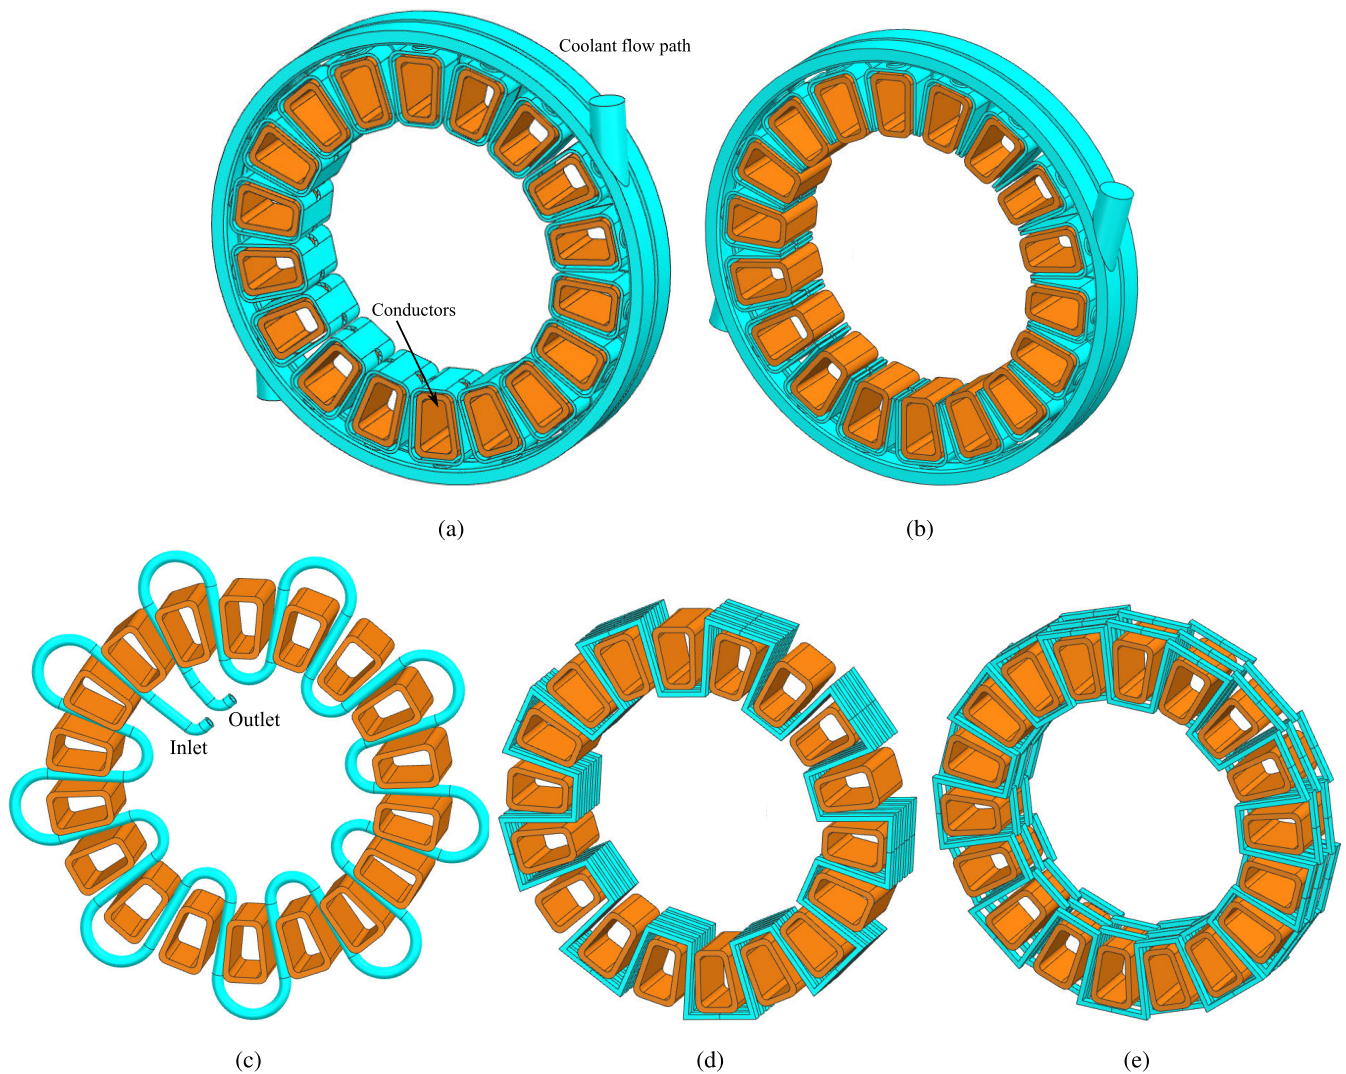 Coolant flow path
Conductors
(a)
(b)
Outlet
Inlet
(c)
(d)
(e)